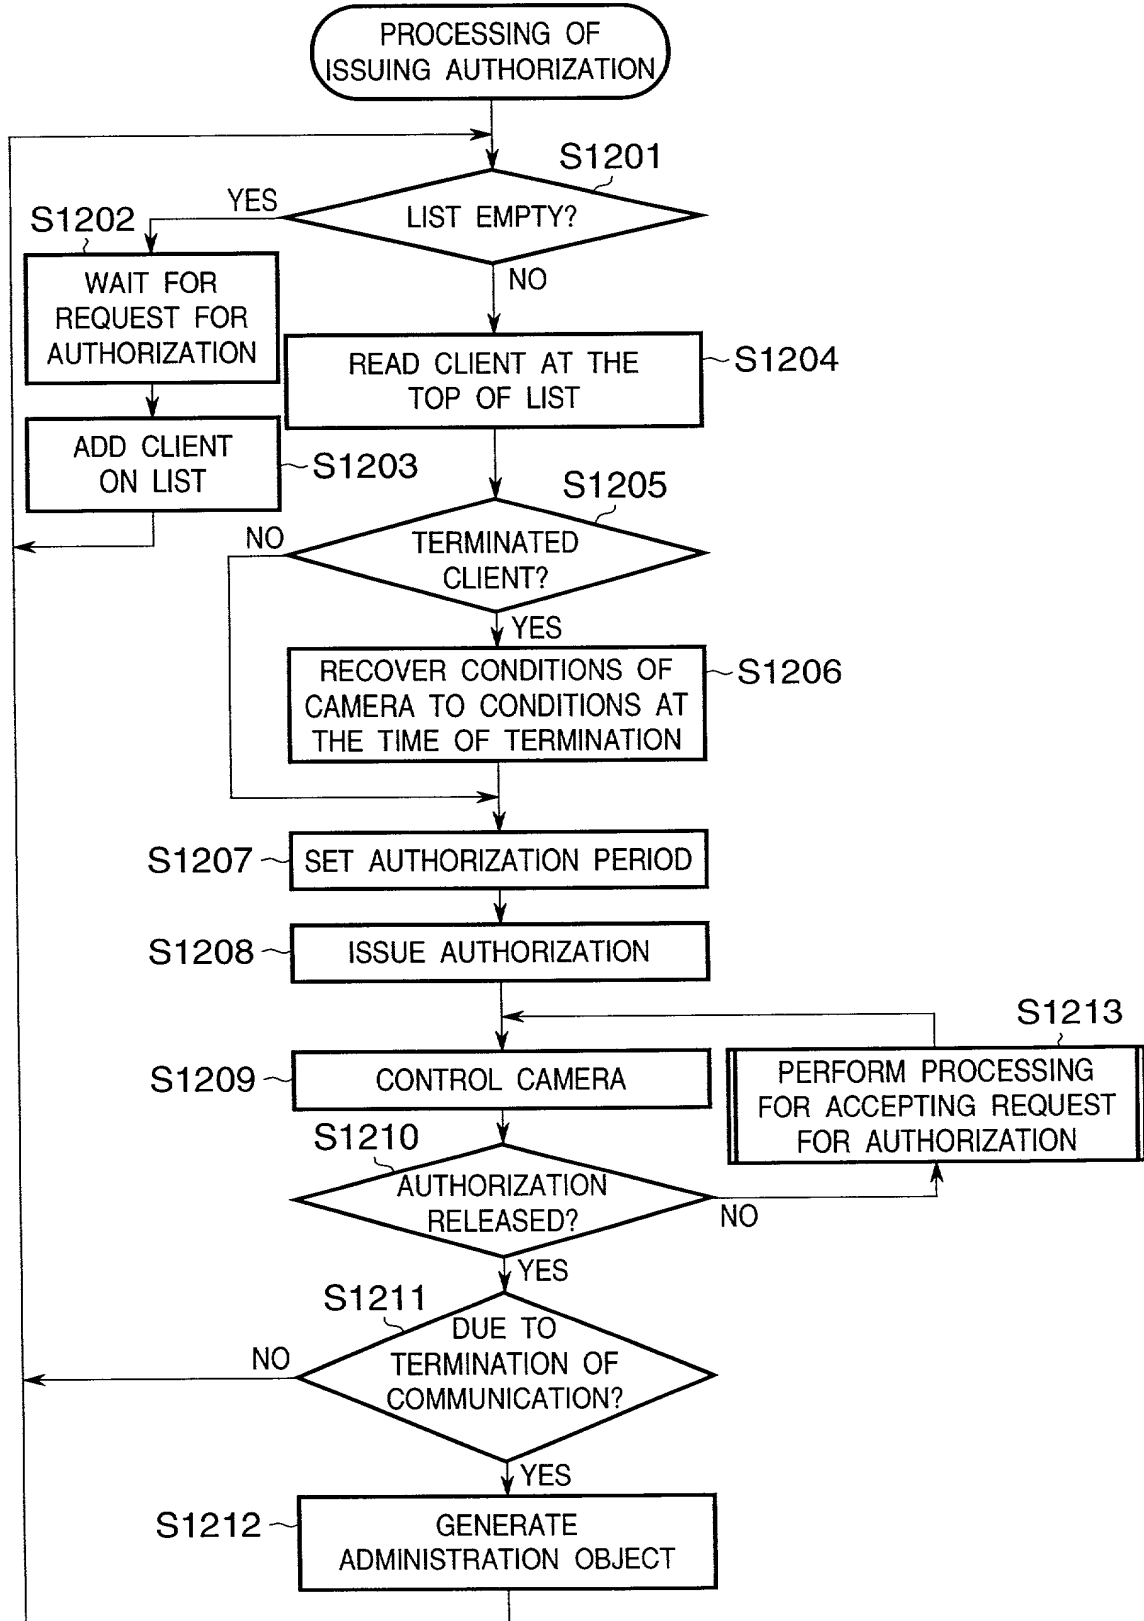 PROCESSING OF
ISSUING AUTHORIZATION
S1201
YES
LIST EMPTY?
S1202
WAIT FOR
REQUEST FOR
AUTHORIZATION
NO
READ CLIENT AT THE
TOP OF LIST
S1204
ADD CLIENT
ON LIST
S1203
S1205
NO
TERMINATED
CLIENT?
YES
RECOVER CONDITIONS OF
CAMERA TO CONDITIONS AT
THE TIME OF TERMINATION
S1206
S1207
SET AUTHORIZATION PERIOD
S1208
ISSUE AUTHORIZATION
S1213
S1209
CONTROL CAMERA
PERFORM PROCESSING
FOR ACCEPTING REQUEST
FOR AUTHORIZATION
S1210
AUTHORIZATION
RELEASED?
NO
YES
S1211
DUE TO
TERMINATION OF
COMMUNICATION?
NO
YES
S1212
GENERATE
ADMINISTRATION OBJECT